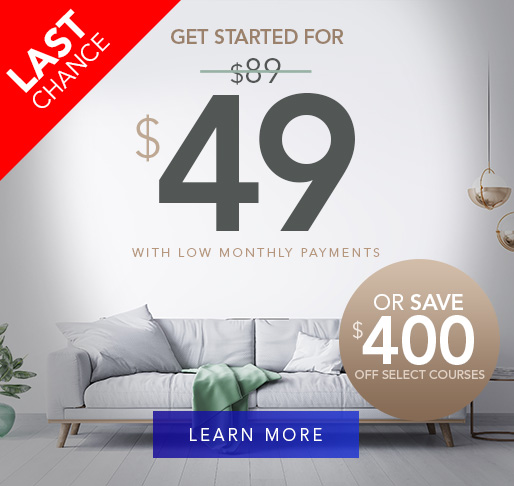 LAST
CHANCE
GET STARTED FOR
$89
$49
WITH LOW MONTHLY PAYMENTS
OR SAVE
$400
OFF SELECT COURSES
LEARN MORE